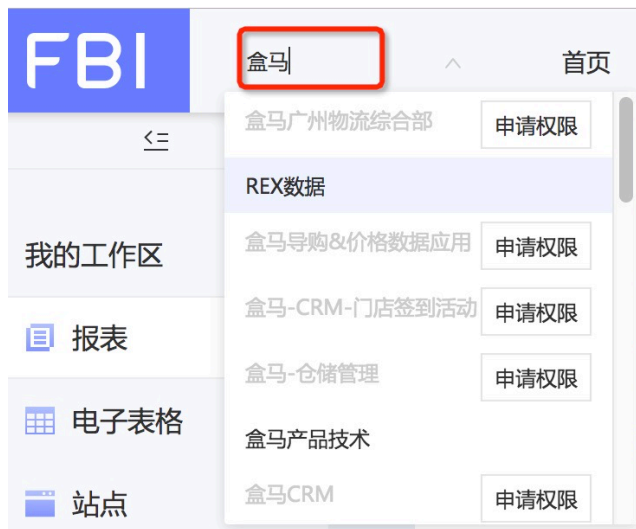 FBI
盒马
首页
盒马广州物流综合部 申请权限
REX数据
我的工作区
盒马导购&价格数据应用 申请权限
盒马-CRM-门店签到活动 申请权限
报表
盒马-仓储管理 申请权限
电子表格
盒马产品技术
站点
盒马CRM 申请权限